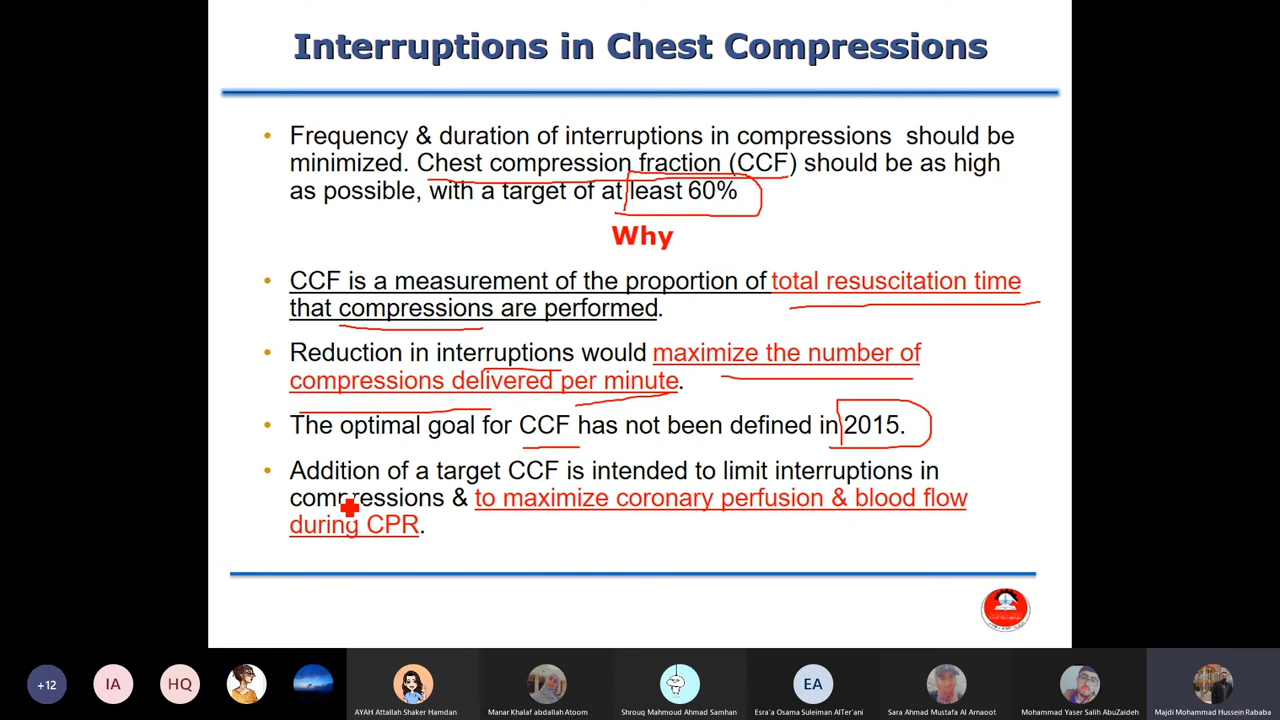 Interruptions in Chest Compressions
• Frequency & duration of interruptions in compressions should be
minimized. Chest compression fraction (CCF) should be as high
as possible, with a target of at least 60%
Why
• CCF is a measurement of the proportion of total resuscitation time
that compressions are performed.
• Reduction in interruptions would maximize the number of
compressions delivered per minute.
• The optimal goal for CCF has not been defined in 2015.
• Addition of a target CCF is intended to limit interruptions in
compressions & to maximize coronary perfusion & blood flow
during CPR.
+12
IA
HQ
EA
AYAH Attallah Shaker Hamdan
Manar Khalaf abdallah Atoom
Shrouq Mahmoud Ahmad Samhan
Esra'a Osama Suleiman AlTer'ani
Sara Ahmad Mustafa Al Arnaoot
Mohammad Yaser Salih AbuZaideh
Majdi Mohammad Hussein Rababa